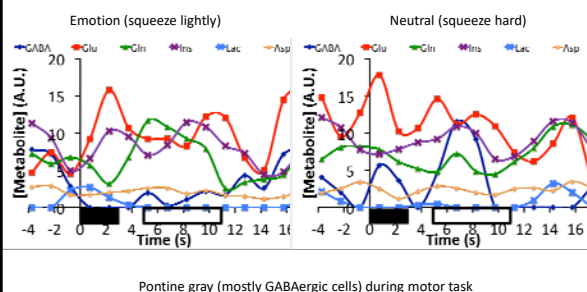 Emotion (squeeze lightly)
Neutral (squeeze hard)
GABA Glu Gln Ins Lac Asp
GABA Glu Gln Ins Lac Asp
[Metabolite] (A.U.)
20
15
10
5
0
-4 -2 0 2 4 6 8 10 12 14 16
Time (s)
[Metabolite] (A.U.)
20
15
10
5
0
-4 -2 0 2 4 6 8 10 12 14 16
Time (s)
Pontine gray (mostly GABAergic cells) during motor task